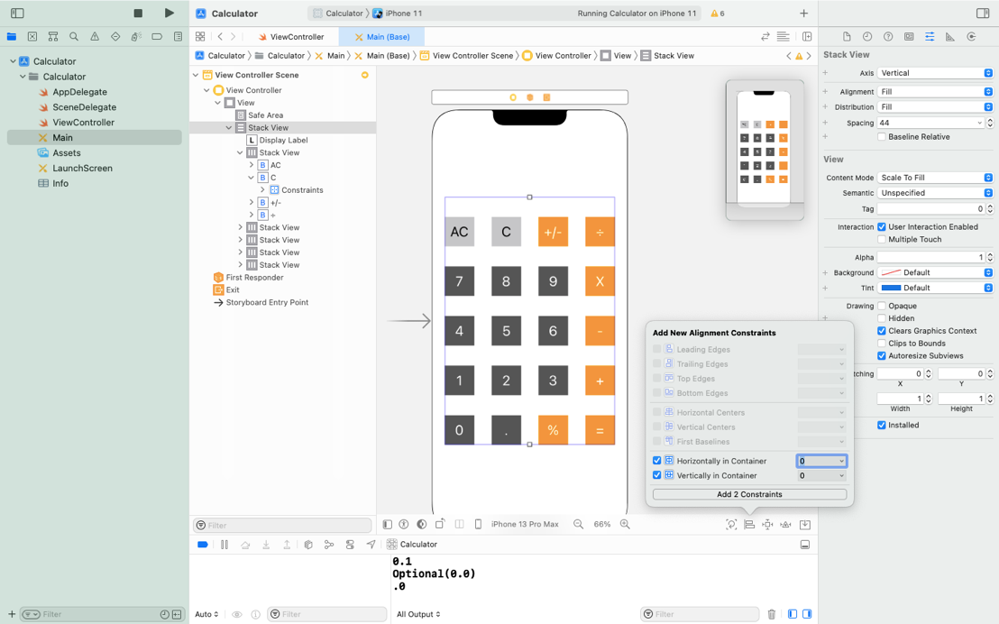 Calculator
Calculator
iPhone 11
Running Calculator on iPhone 11
6
ViewController
Main (Base)
Calculator
Calculator
Main
Main (Base)
View Controller Scene
View Controller
View
Stack View
Calculator
Calculator
AppDelegate
SceneDelegate
ViewController
Main
Assets
LaunchScreen
Info
View Controller Scene
View Controller
View
Safe Area
Stack View
L Display Label
Stack View
B AC
B C
Constraints
B +/-
B ÷
Stack View
Stack View
Stack View
Stack View
First Responder
Exit
Storyboard Entry Point
AC C +/- ÷
7 8 9 X
4 5 6 -
1 2 3 +
0 . % =
Stack View
Axis Vertical
Alignment Fill
Distribution Fill
Spacing 44
Baseline Relative
View
Content Mode Scale To Fill
Semantic Unspecified
Tag 0
Interaction User Interaction Enabled
Multiple Touch
Alpha 1
Background Default
Tint Default
Drawing Opaque
Hidden
Clears Graphics Context
Clips to Bounds
Autoresize Subviews
0 0
X Y
1 1
Width Height
Installed
Add New Alignment Constraints
Leading Edges
Trailing Edges
Top Edges
Bottom Edges
Horizontal Centers
Vertical Centers
First Baselines
Horizontally in Container 0
Vertically in Container 0
Add 2 Constraints
Filter
iPhone 13 Pro Max
66%
Calculator
0.1
Optional(0.0)
.0
Filter
Auto
Filter
All Output
Filter